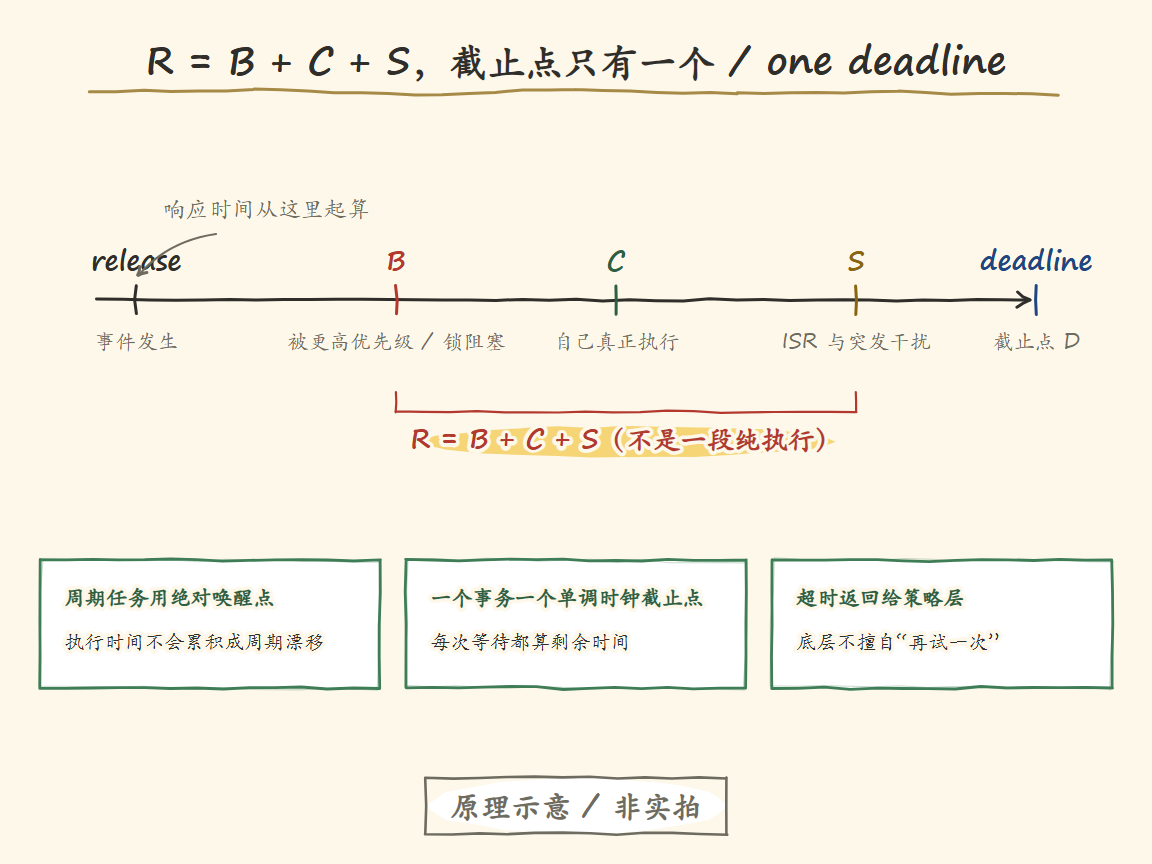 R = B + C + S，截止点只有一个 / one deadline
响应时间从这里起算
release
B
C
S
deadline
事件发生
被更高优先级 / 锁阻塞
自己真正执行
ISR 与突发干扰
截止点 D
R = B + C + S（不是一段纯执行）
周期任务用绝对唤醒点
执行时间不会累积成周期漂移
一个事务一个单调时钟截止点
每次等待都算剩余时间
超时返回给策略层
底层不擅自“再试一次”
原理示意 / 非实拍